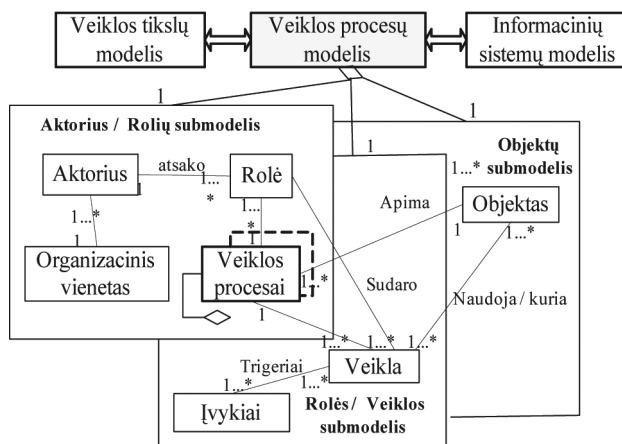 Veiklos tikslų
modelis
Veiklos procesų
modelis
Informacinių
sistemų modelis
1
1
1
Aktorius / Rolių submodelis
Objektų
submodelis
Aktorius
1
atsako
1...
*
Rolė
1...*
1
1...
*
1
Organizacinis
vienetas
Veiklos
procesai
1
1...*
Apima
1...*
Objektas
1
1...*
Sudaro
Naudoja / kuria
1...*
1...*
1...*
Veikla
Trigeriai
1...*
1...*
Įvykiai
Rolės / Veiklos
submodelis